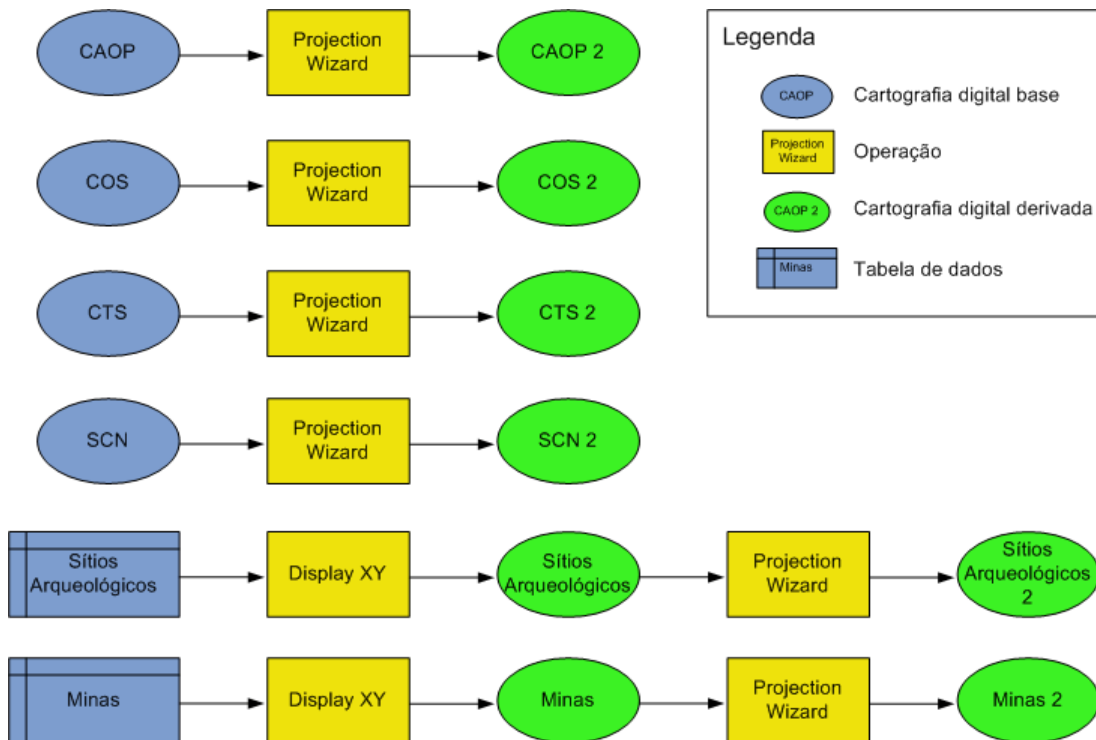 CAOP
Projection
Wizard
CAOP 2
COS
Projection
Wizard
COS 2
CTS
Projection
Wizard
CTS 2
SCN
Projection
Wizard
SCN 2
Sítios
Arqueológicos
Display XY
Sítios
Arqueológicos
Projection
Wizard
Sítios
Arqueológicos
2
Minas
Display XY
Minas
Projection
Wizard
Minas 2
Legenda
CAOP
Cartografia digital base
Projection
Wizard
Operação
CAOP 2
Cartografia digital derivada
Minas
Tabela de dados